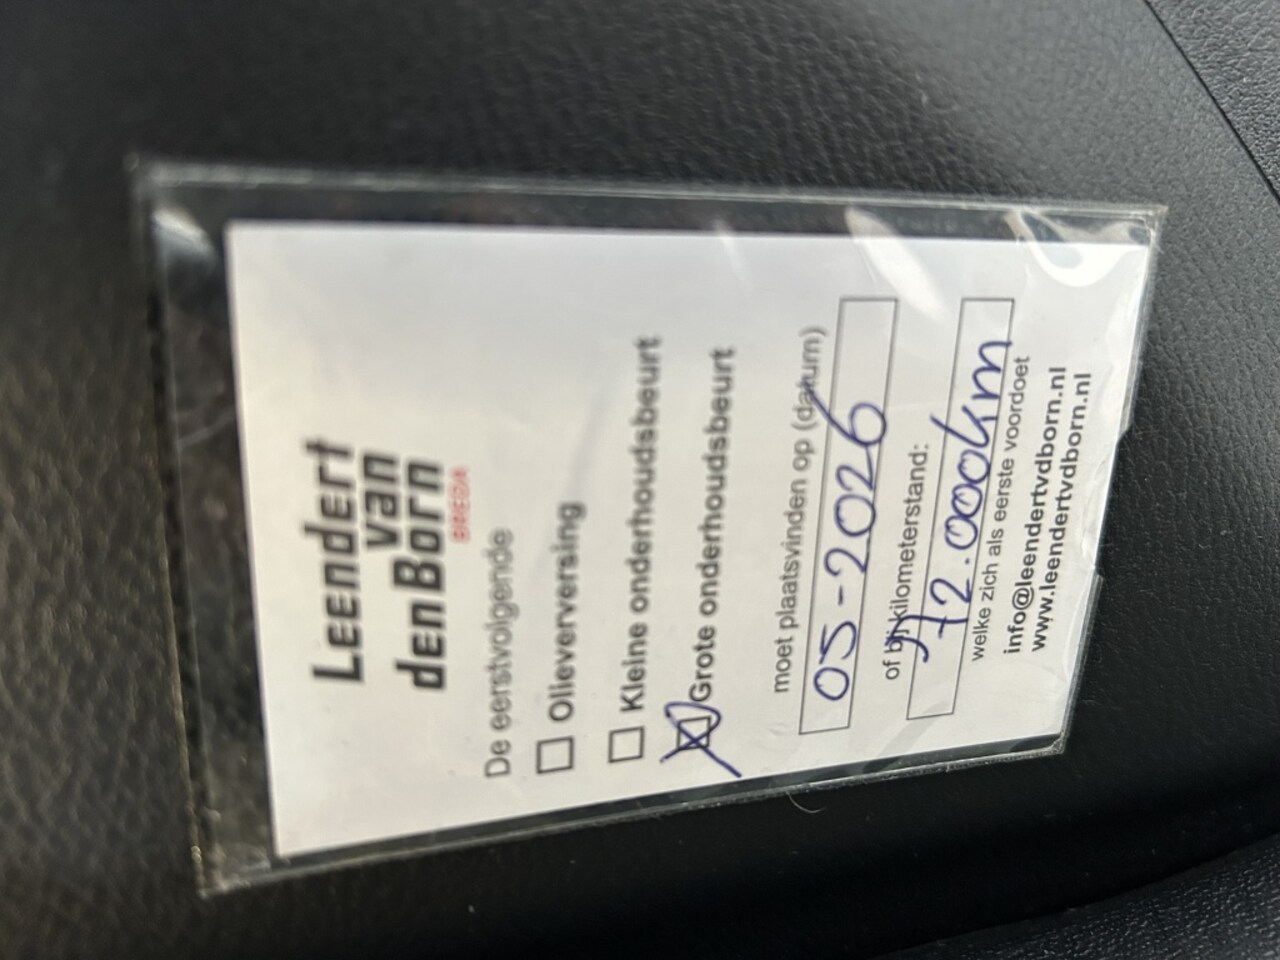 Leendert
van
den Born
BREDA
De eerstvolgende
Olieverversing
Kleine onderhoudsbeurt
Grote onderhoudsbeurt
moet plaatsvinden op (datum)
05-2026
of bij kilometerstand:
72.000km
welke zich als eerste voordoet
info@leendertvdborn.nl
www.leendertvdborn.nl